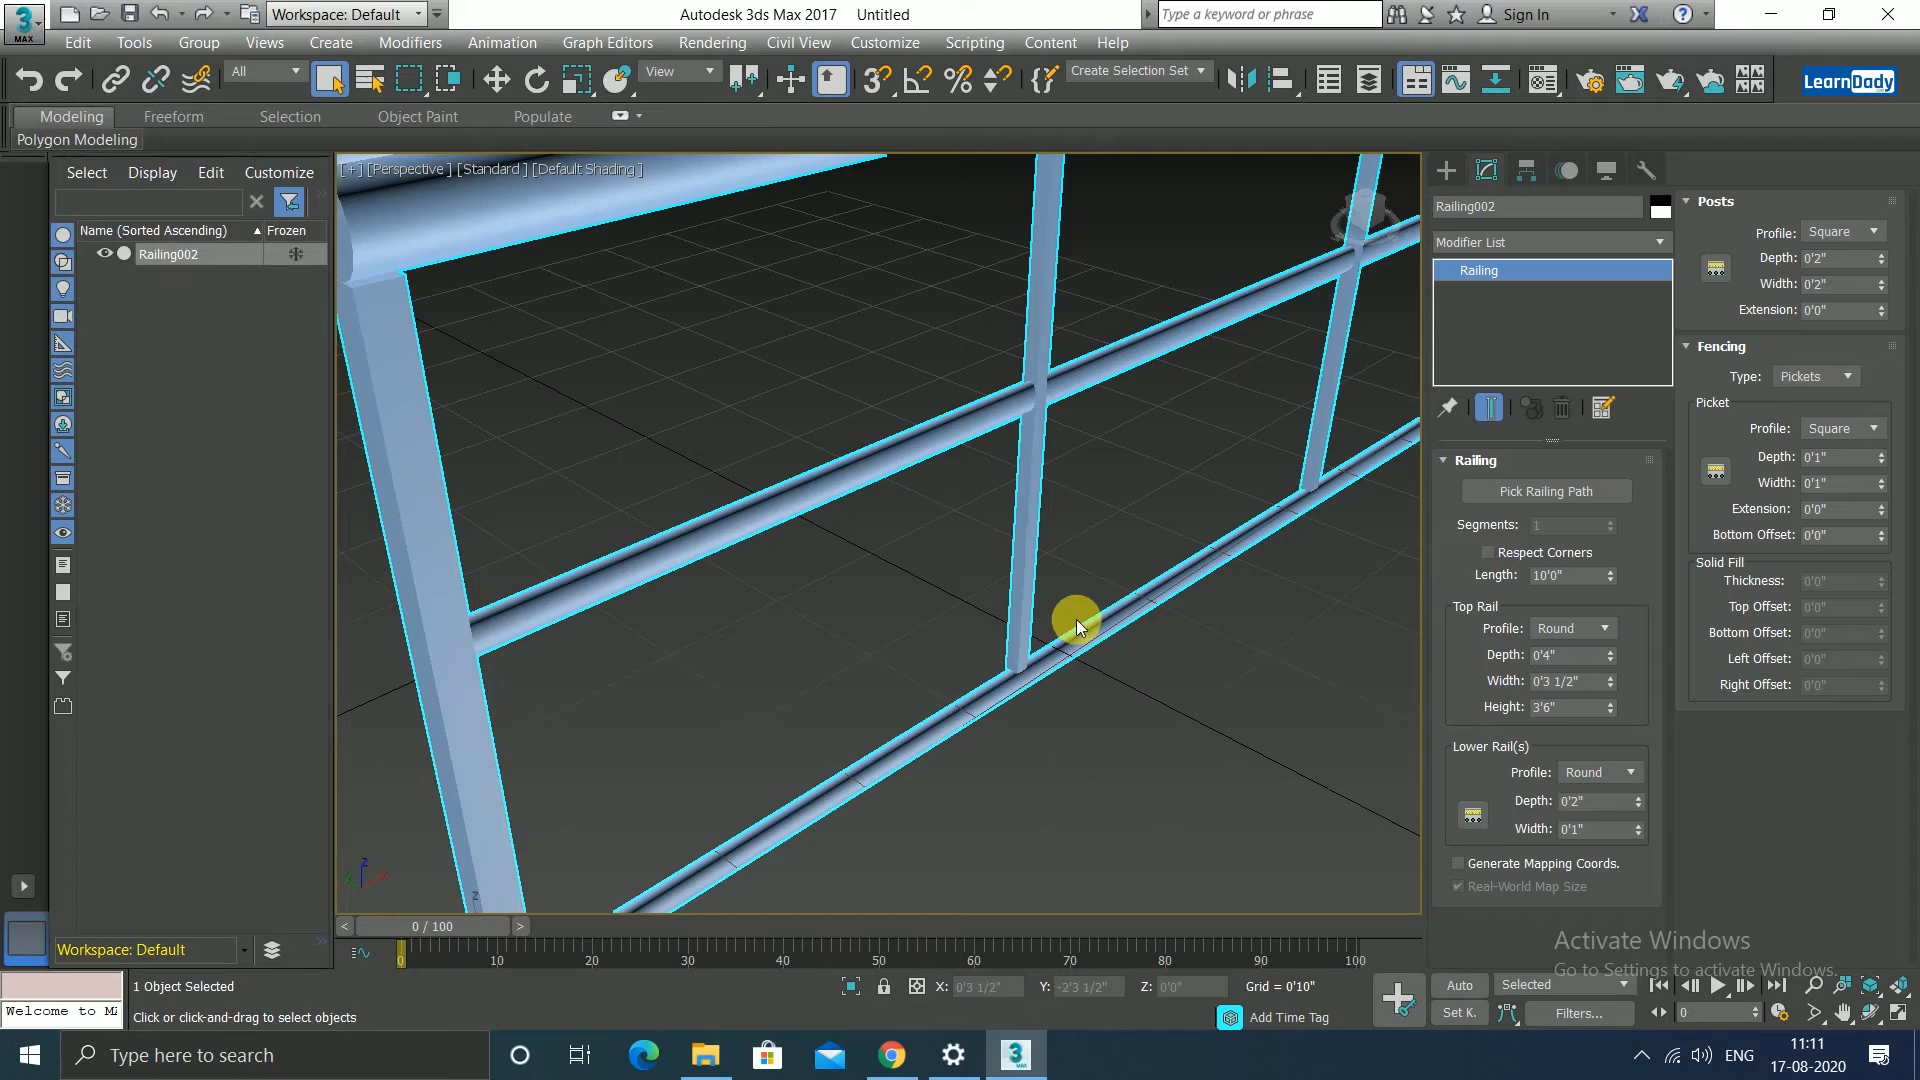 Workspace: Default
Autodesk 3ds Max 2017 Untitled
Type a keyword or phrase
Sign In
3
MAX
Edit Tools Group Views Create Modifiers Animation Graph Editors Rendering Civil View Customize Scripting Content Help
All
View
Create Selection Set
LearnDady
Modeling Freeform Selection Object Paint Populate
Polygon Modeling
Select Display Edit Customize
Name (Sorted Ascending) Frozen
Railing002
[ + ] [Perspective ] [Standard ] [Default Shading ]
Railing002
Modifier List
Railing
Railing
Pick Railing Path
Segments: 1
Respect Corners
Length: 10'0"
Top Rail
Profile: Round
Depth: 0'4"
Width: 0'3 1/2"
Height: 3'6"
Lower Rail(s)
Profile: Round
Depth: 0'2"
Width: 0'1"
Generate Mapping Coords.
Real-World Map Size
Posts
Profile: Square
Depth: 0'2"
Width: 0'2"
Extension: 0'0"
Fencing
Type: Pickets
Picket
Profile: Square
Depth: 0'1"
Width: 0'1"
Extension: 0'0"
Bottom Offset: 0'0"
Solid Fill
Thickness: 0'0"
Top Offset: 0'0"
Bottom Offset: 0'0"
Left Offset: 0'0"
Right Offset: 0'0"
z
z
x
< 0 / 100 >
Workspace: Default
0 10 20 30 40 50 60 70 80 90 100
Activate Windows
Go to Settings to activate Windows.
1 Object Selected
X: 0'3 1/2" Y: -2'3 1/2" Z: 0'0" Grid = 0'10"
Auto Selected
Welcome to MA
Click or click-and-drag to select objects
Add Time Tag
Set K. Filters... 0
Type here to search
ENG
11:11
17-08-2020